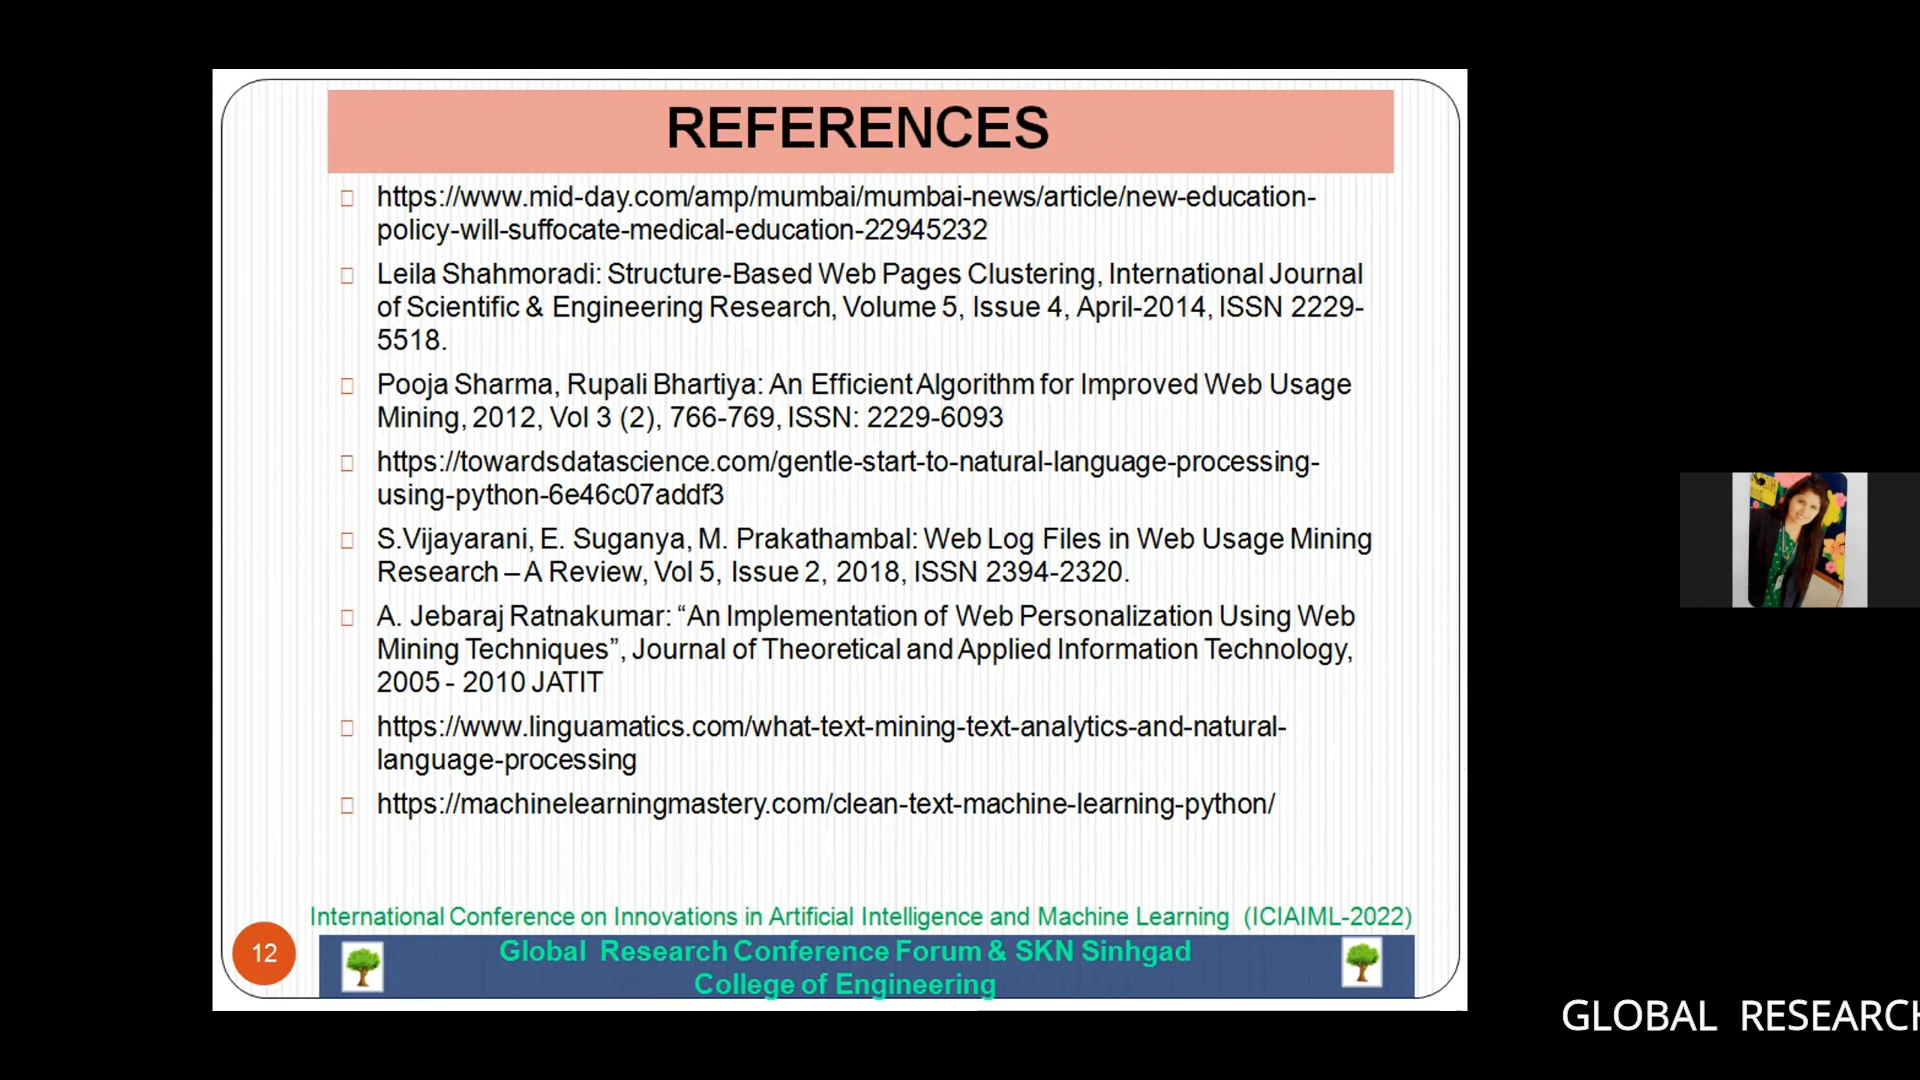 REFERENCES
https://www.mid-day.com/amp/mumbai/mumbai-news/article/new-education-
policy-will-suffocate-medical-education-22945232
Leila Shahmoradi: Structure-Based Web Pages Clustering, International Journal
of Scientific & Engineering Research, Volume 5, Issue 4, April-2014, ISSN 2229-
5518.
Pooja Sharma, Rupali Bhartiya: An Efficient Algorithm for Improved Web Usage
Mining, 2012, Vol 3 (2), 766-769, ISSN: 2229-6093
https://towardsdatascience.com/gentle-start-to-natural-language-processing-
using-python-6e46c07addf3
S.Vijayarani, E. Suganya, M. Prakathambal: Web Log Files in Web Usage Mining
Research – A Review, Vol 5, Issue 2, 2018, ISSN 2394-2320.
A. Jebaraj Ratnakumar: “An Implementation of Web Personalization Using Web
Mining Techniques”, Journal of Theoretical and Applied Information Technology,
2005 - 2010 JATIT
https://www.linguamatics.com/what-text-mining-text-analytics-and-natural-
language-processing
https://machinelearningmastery.com/clean-text-machine-learning-python/
International Conference on Innovations in Artificial Intelligence and Machine Learning (ICIAIML-2022)
12
Global Research Conference Forum & SKN Sinhgad
College of Engineering
GLOBAL RESEARCH